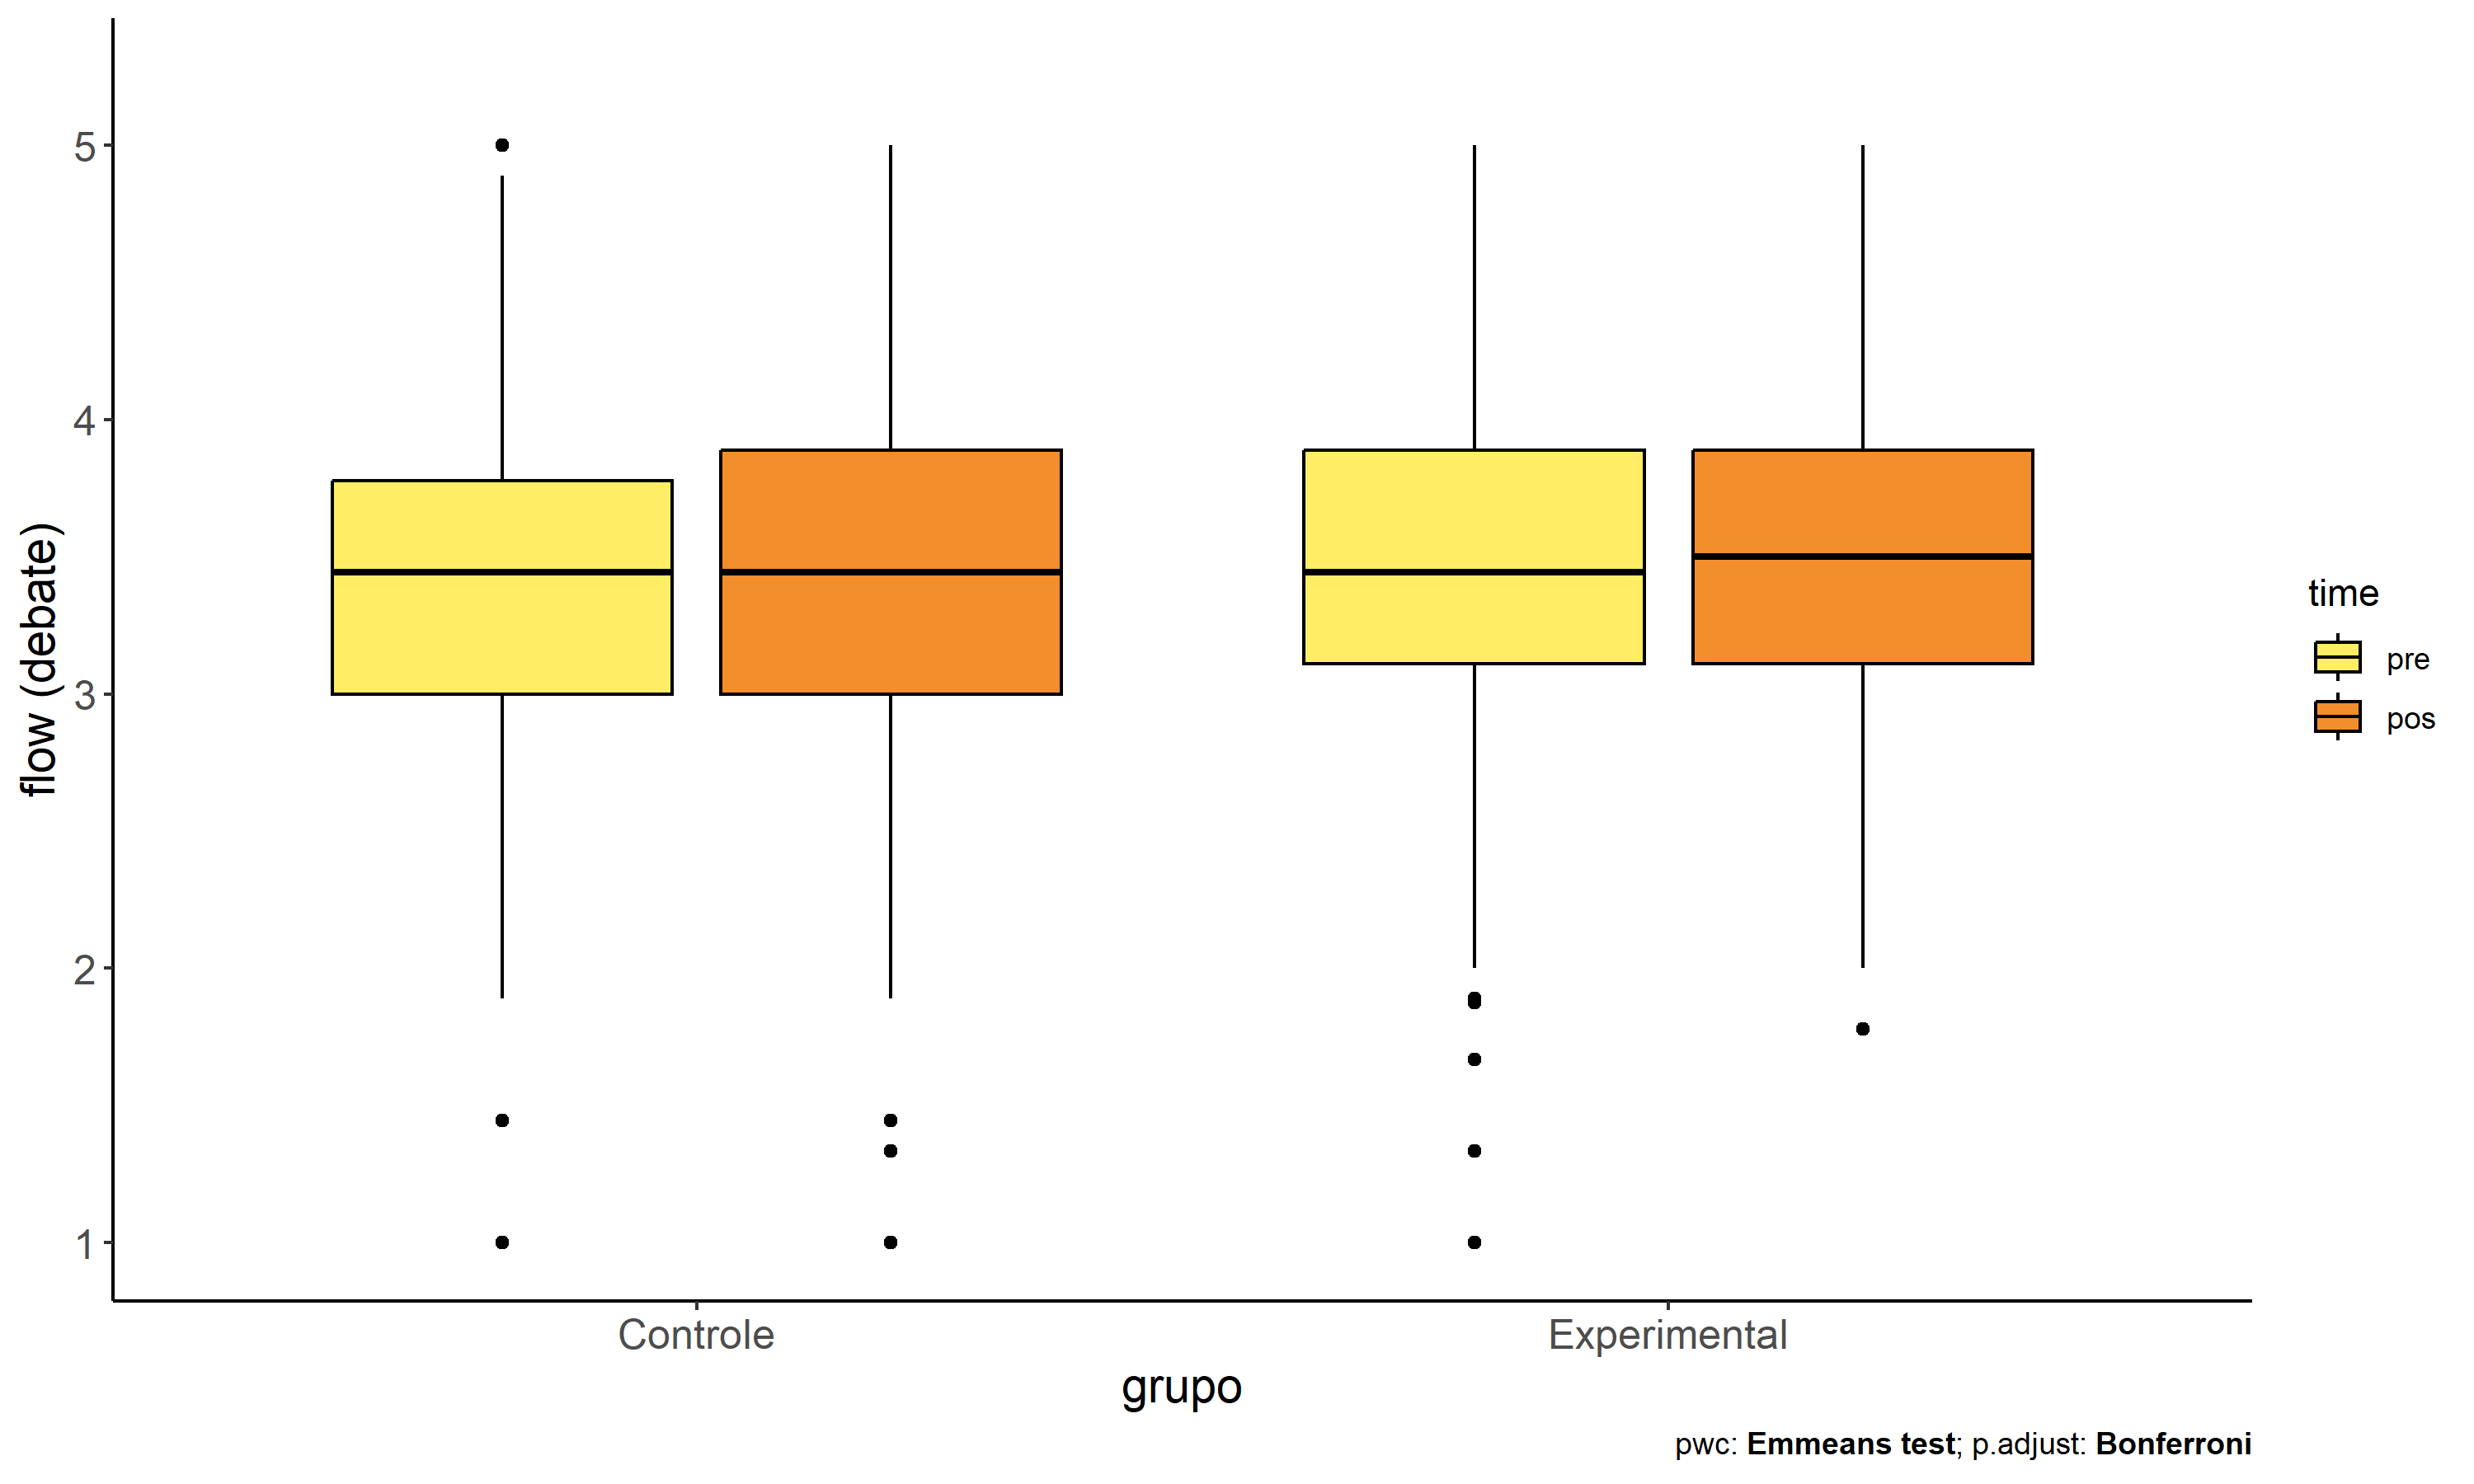 flow (debate)
5
4
3
2
1
Controle
Experimental
grupo
time
pre
pos
pwc: Emmeans test; p.adjust: Bonferroni